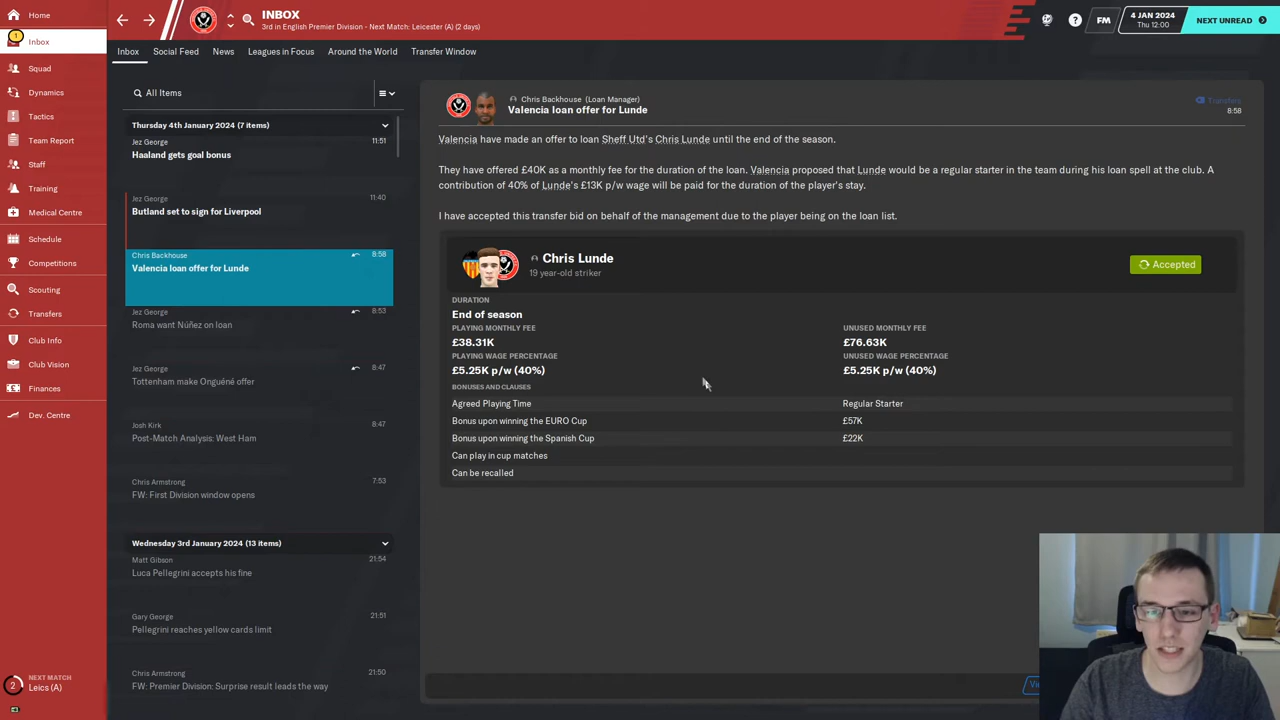 Home
INBOX
3rd in English Premier Division - Next Match: Leicester (A) (2 days)
FM
4 JAN 2024
Thu 12:00
NEXT UNREAD
1
Inbox
Squad
Dynamics
Tactics
Team Report
Staff
Training
Medical Centre
Schedule
Competitions
Scouting
Transfers
Club Info
Club Vision
Finances
Dev. Centre
2
NEXT MATCH
Leics (A)
Inbox
Social Feed
News
Leagues in Focus
Around the World
Transfer Window
All Items
Thursday 4th January 2024 (7 items)
Jez George
11:51
Haaland gets goal bonus
Jez George
11:40
Butland set to sign for Liverpool
Chris Backhouse
8:58
Valencia loan offer for Lunde
Jez George
8:53
Roma want Núñez on loan
Jez George
8:47
Tottenham make Onguéné offer
Josh Kirk
8:47
Post-Match Analysis: West Ham
Chris Armstrong
7:53
FW: First Division window opens
Wednesday 3rd January 2024 (13 items)
Matt Gibson
21:54
Luca Pellegrini accepts his fine
Gary George
21:51
Pellegrini reaches yellow cards limit
Chris Armstrong
21:50
FW: Premier Division: Surprise result leads the way
Chris Backhouse (Loan Manager)
Valencia loan offer for Lunde
Transfers
8:58
Valencia have made an offer to loan Sheff Utd's Chris Lunde until the end of the season.
They have offered £40K as a monthly fee for the duration of the loan. Valencia proposed that Lunde would be a regular starter in the team during his loan spell at the club. A
contribution of 40% of Lunde's £13K p/w wage will be paid for the duration of the player's stay.
I have accepted this transfer bid on behalf of the management due to the player being on the loan list.
Chris Lunde
19 year-old striker
Accepted
DURATION
End of season
PLAYING MONTHLY FEE
£38.31K
UNUSED MONTHLY FEE
£76.63K
PLAYING WAGE PERCENTAGE
£5.25K p/w (40%)
UNUSED WAGE PERCENTAGE
£5.25K p/w (40%)
BONUSES AND CLAUSES
Agreed Playing Time
Regular Starter
Bonus upon winning the EURO Cup
£57K
Bonus upon winning the Spanish Cup
£22K
Can play in cup matches
Can be recalled